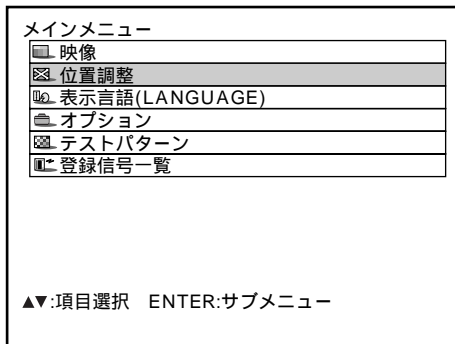 メインメニュー
映像
位置調整
表示言語(LANGUAGE)
オプション
テストパターン
登録信号一覧
▲▼:項目選択　ENTER:サブメニュー